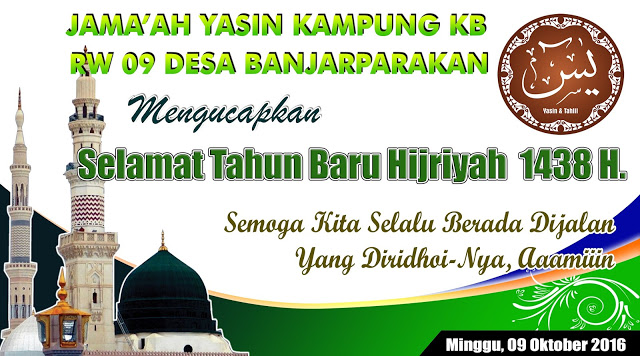 JAMA'AH YASIN KAMPUNG KB
RW 09 DESA BANJARPARAKAN
يس
Yasin & Tahlil
Mengucapkan
Selamat Tahun Baru Hijriyah 1438 H.
Semoga Kita Selalu Berada Dijalan
Yang Diridhoi-Nya, Aaamiiin
Minggu, 09 Oktober 2016